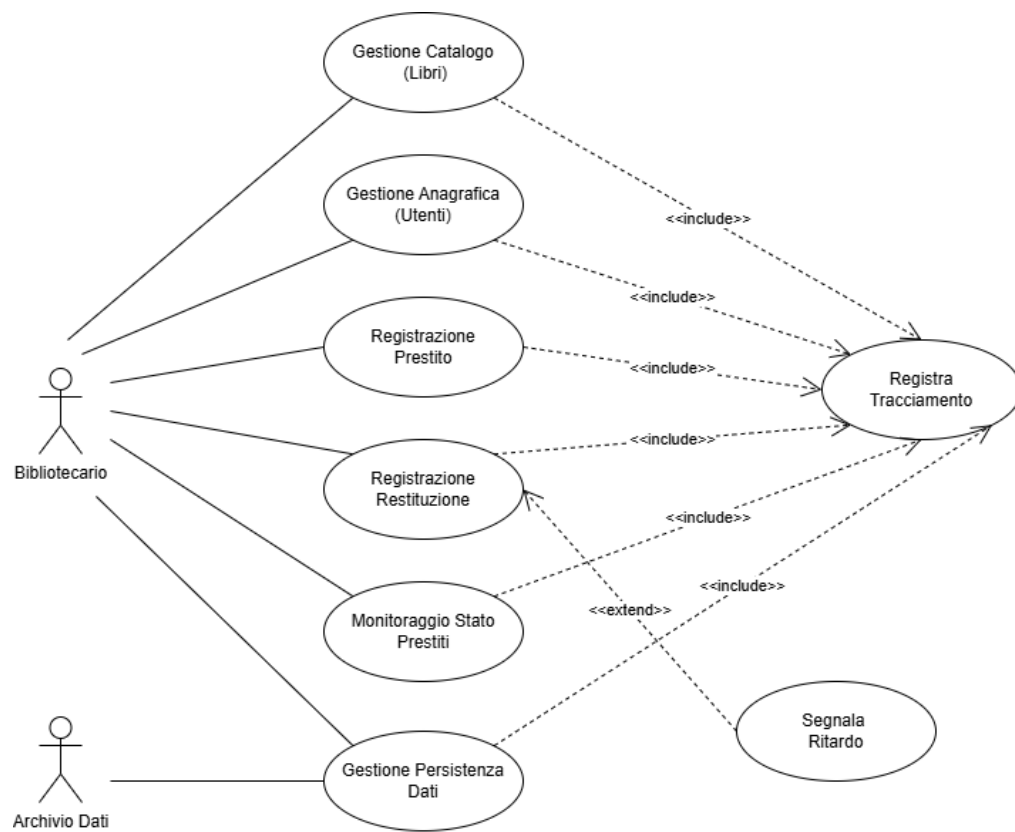 Gestione Catalogo
(Libri)
Gestione Anagrafica
(Utenti)
<<include>>
<<include>>
Registrazione
Prestito
<<include>>
Registra
Tracciamento
Bibliotecario
Registrazione
Restituzione
<<include>>
<<include>>
<<include>>
Monitoraggio Stato
Prestiti
<<extend>>
Segnala
Ritardo
Gestione Persistenza
Dati
Archivio Dati